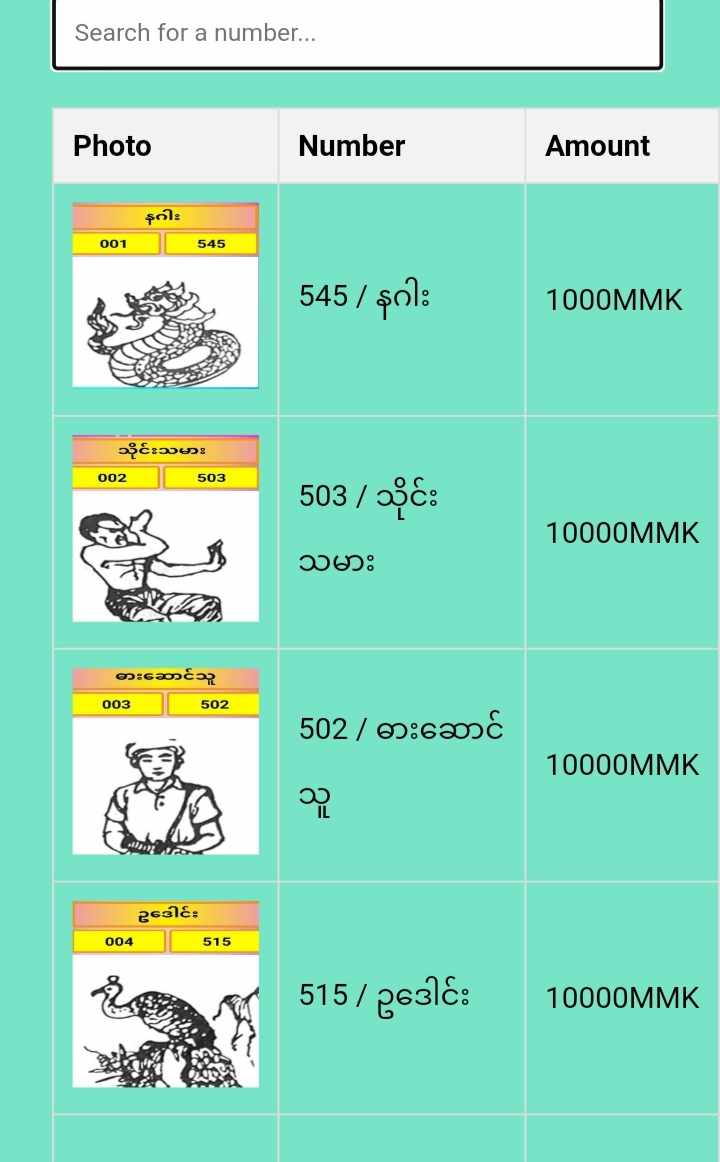 Search for a number...
Photo Number Amount
နဂါး
001 545
545 / နဂါး
1000MMK
သိုင်းသမား
002 503
503 / သိုင်း
သမား
10000MMK
ဓားဆောင်သူ
003 502
502 / ဓားဆောင်
သူ
10000MMK
ဥဒေါင်း
004 515
515 / ဥဒေါင်း
10000MMK